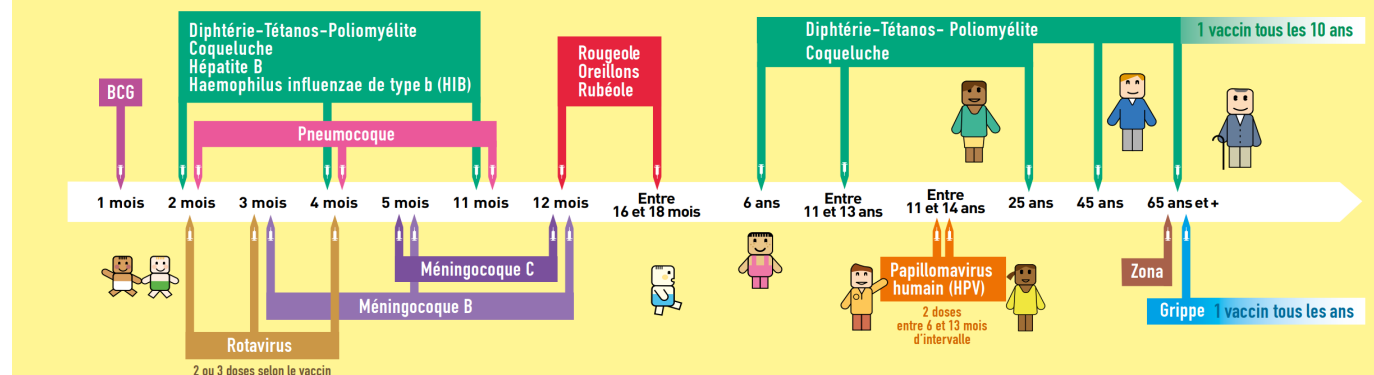 BCG
Diphtérie-Tétanos-Poliomyélite
Coqueluche
Hépatite B
Haemophilus influenzae de type b (HIB)
Pneumocoque
Rougeole
Oreillons
Rubéole
Diphtérie-Tétanos- Poliomyélite
Coqueluche
1 vaccin tous les 10 ans
1 mois
2 mois
3 mois
4 mois
5 mois
11 mois
12 mois
Entre
16 et 18 mois
6 ans
Entre
11 et 13 ans
Entre
11 et 14 ans
25 ans
45 ans
65 ans et +
Méningocoque C
Méningocoque B
Rotavirus
2 ou 3 doses selon le vaccin
Papillomavirus
humain (HPV)
2 doses
entre 6 et 13 mois
d'intervalle
Zona
Grippe 1 vaccin tous les ans